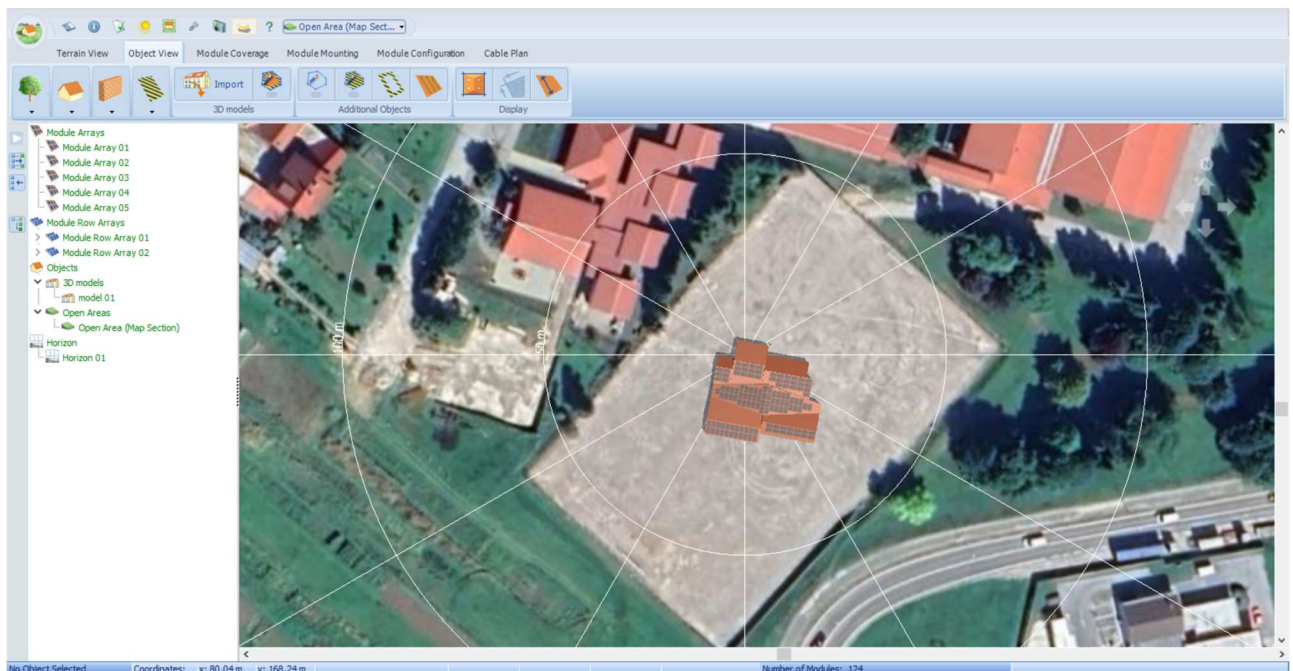 ? Open Area (Map Sect...
Terrain View Object View Module Coverage Module Mounting Module Configuration Cable Plan
Import
3D models Additional Objects Display
Module Arrays
Module Array 01
Module Array 02
Module Array 03
Module Array 04
Module Array 05
Module Row Arrays
Module Row Array 01
Module Row Array 02
Objects
3D models
model 01
Open Areas
Open Area (Map Section)
Horizon
Horizon 01
N
100 m
50 m
No Object Selected Coordinates: x: 80.04 m y: 168.24 m Number of Modules: 124